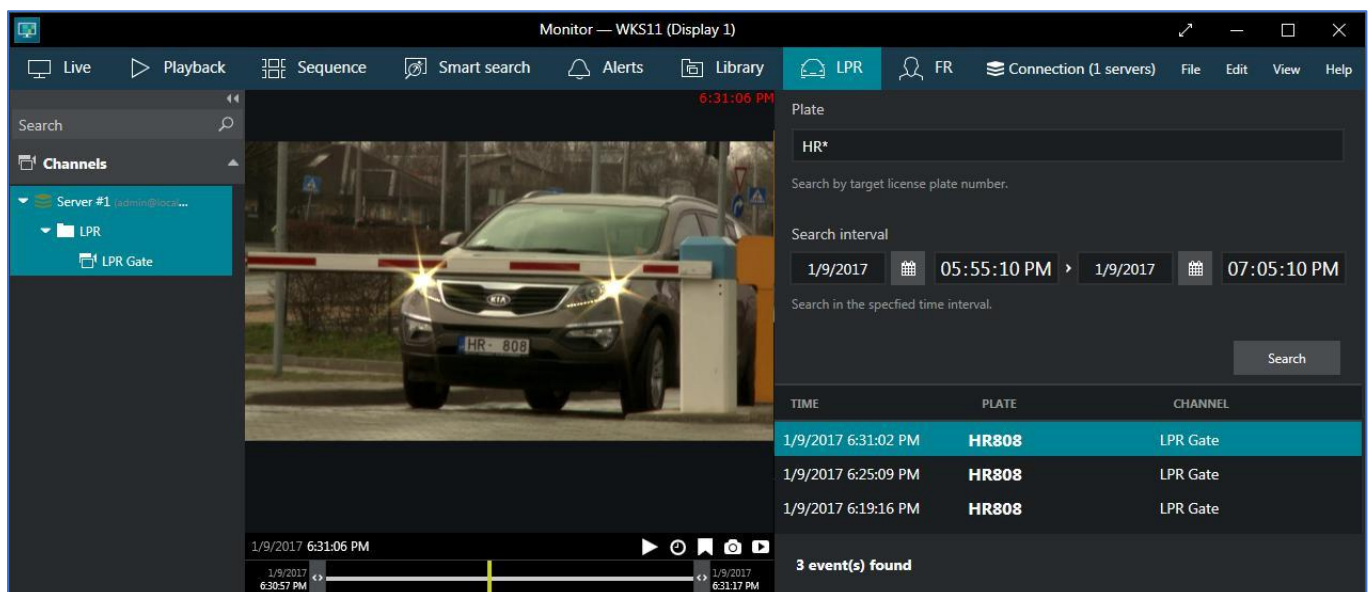 Monitor — WKS11 (Display 1)
Live Playback Sequence Smart search Alerts Library LPR FR Connection (1 servers) File Edit View Help
Search
Channels
Server #1 (admin@local...
LPR
LPR Gate
6:31:06 PM
KIA
HR- 808
1/9/2017 6:31:06 PM
1/9/2017
6:30:57 PM
1/9/2017
6:31:17 PM
Plate
HR*
Search by target license plate number.
Search interval
1/9/2017 05:55:10 PM › 1/9/2017 07:05:10 PM
Search in the specfied time interval.
Search
TIME PLATE CHANNEL
1/9/2017 6:31:02 PM HR808 LPR Gate
1/9/2017 6:25:09 PM HR808 LPR Gate
1/9/2017 6:19:16 PM HR808 LPR Gate
3 event(s) found